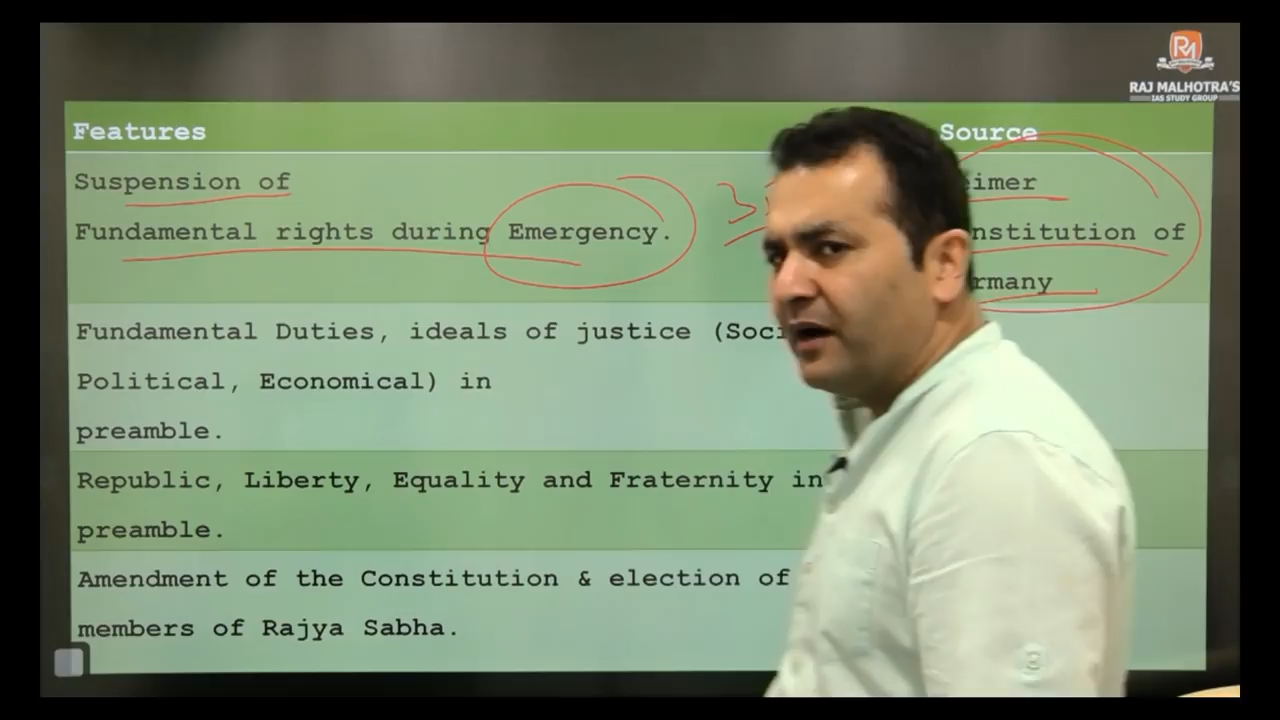 RM
RAJ MALHOTRA'S
IAS STUDY GROUP
Features Source
Suspension of eimer
Fundamental rights during Emergency. nstitution of
rmany
Fundamental Duties, ideals of justice (Soci
Political, Economical) in
preamble.
Republic, Liberty, Equality and Fraternity in
preamble.
Amendment of the Constitution & election of
members of Rajya Sabha.